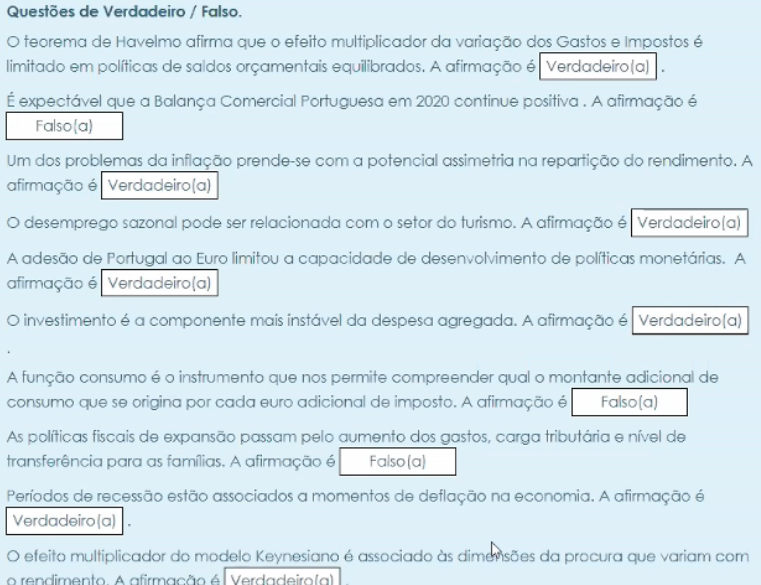 Questões de Verdadeiro / Falso.
O teorema de Havelmo afirma que o efeito multiplicador da variação dos Gastos e Impostos é
limitado em políticas de saldos orçamentais equilibrados. A afirmação é Verdadeiro(a) .
É expectável que a Balança Comercial Portuguesa em 2020 continue positiva . A afirmação é
Falso(a)
Um dos problemas da inflação prende-se com a potencial assimetria na repartição do rendimento. A
afirmação é Verdadeiro(a)
O desemprego sazonal pode ser relacionada com o setor do turismo. A afirmação é Verdadeiro(a)
A adesão de Portugal ao Euro limitou a capacidade de desenvolvimento de políticas monetárias. A
afirmação é Verdadeiro(a)
O investimento é a componente mais instável da despesa agregada. A afirmação é Verdadeiro(a)
.
A função consumo é o instrumento que nos permite compreender qual o montante adicional de
consumo que se origina por cada euro adicional de imposto. A afirmação é Falso(a)
As políticas fiscais de expansão passam pelo aumento dos gastos, carga tributária e nível de
transferência para as famílias. A afirmação é Falso(a)
Períodos de recessão estão associados a momentos de deflação na economia. A afirmação é
Verdadeiro(a) .
O efeito multiplicador do modelo Keynesiano é associado às dimensões da procura que variam com
o rendimento. A afirmação é Verdadeiro(a) .